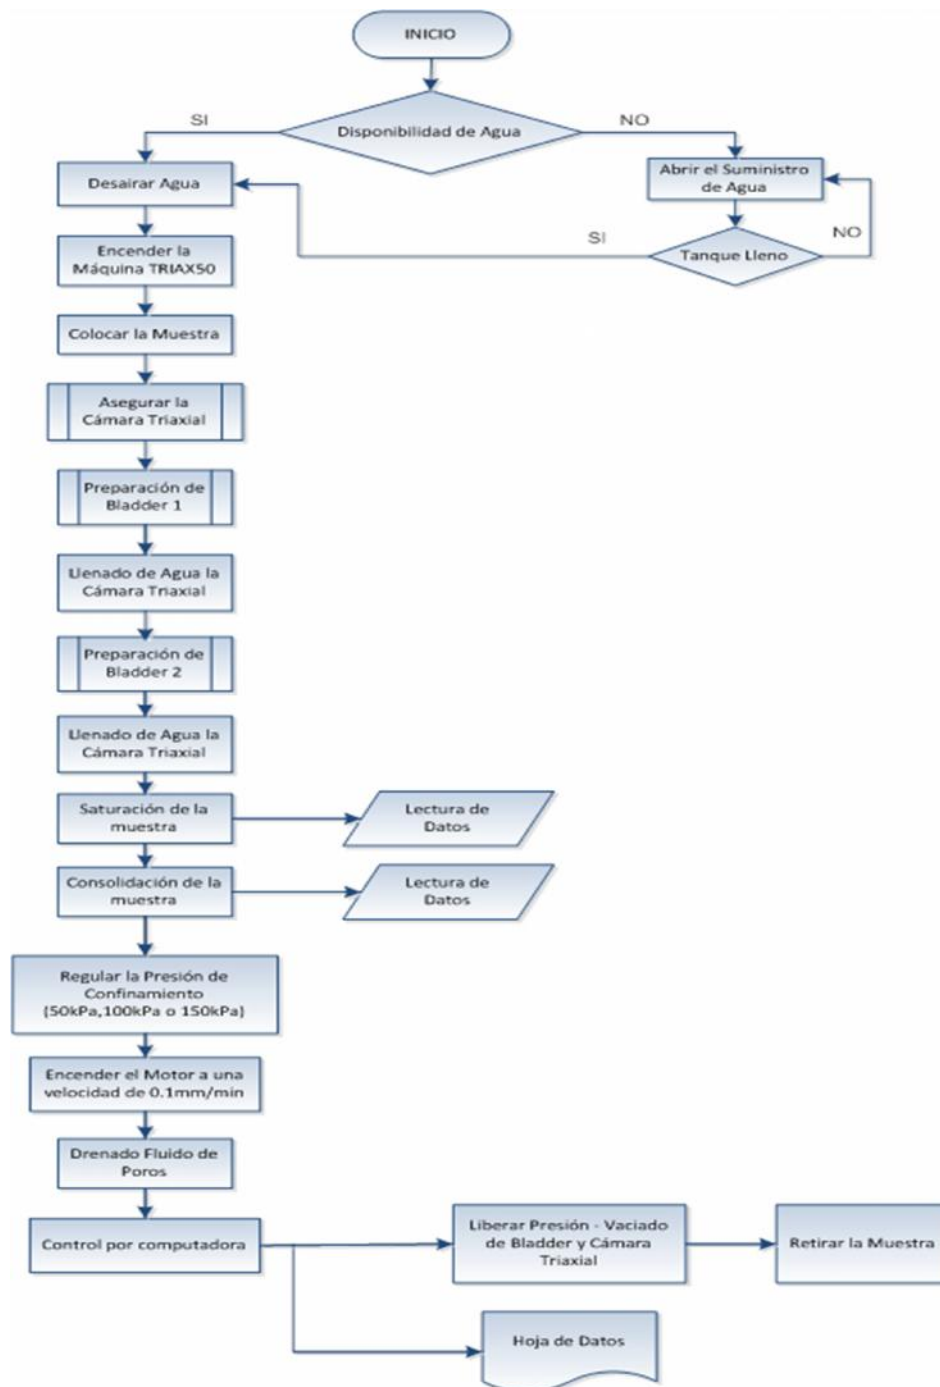 INICIO
Disponibilidad de Agua
SI
NO
Desairar Agua
Abrir el Suministro
de Agua
NO
SI
Tanque Lleno
Encender la
Máquina TRIAX50
Colocar la Muestra
Asegurar la
Cámara Triaxial
Preparación de
Bladder 1
Llenado de Agua la
Cámara Triaxial
Preparación de
Bladder 2
Llenado de Agua la
Cámara Triaxial
Saturación de la
muestra
Lectura de
Datos
Consolidación de la
muestra
Lectura de
Datos
Regular la Presión de
Confinamiento
(50kPa,100kPa o 150kPa)
Encender el Motor a una
velocidad de 0.1mm/min
Drenado Fluido de
Poros
Control por computadora
Liberar Presión - Vaciado
de Bladder y Cámara
Triaxial
Retirar la Muestra
Hoja de Datos